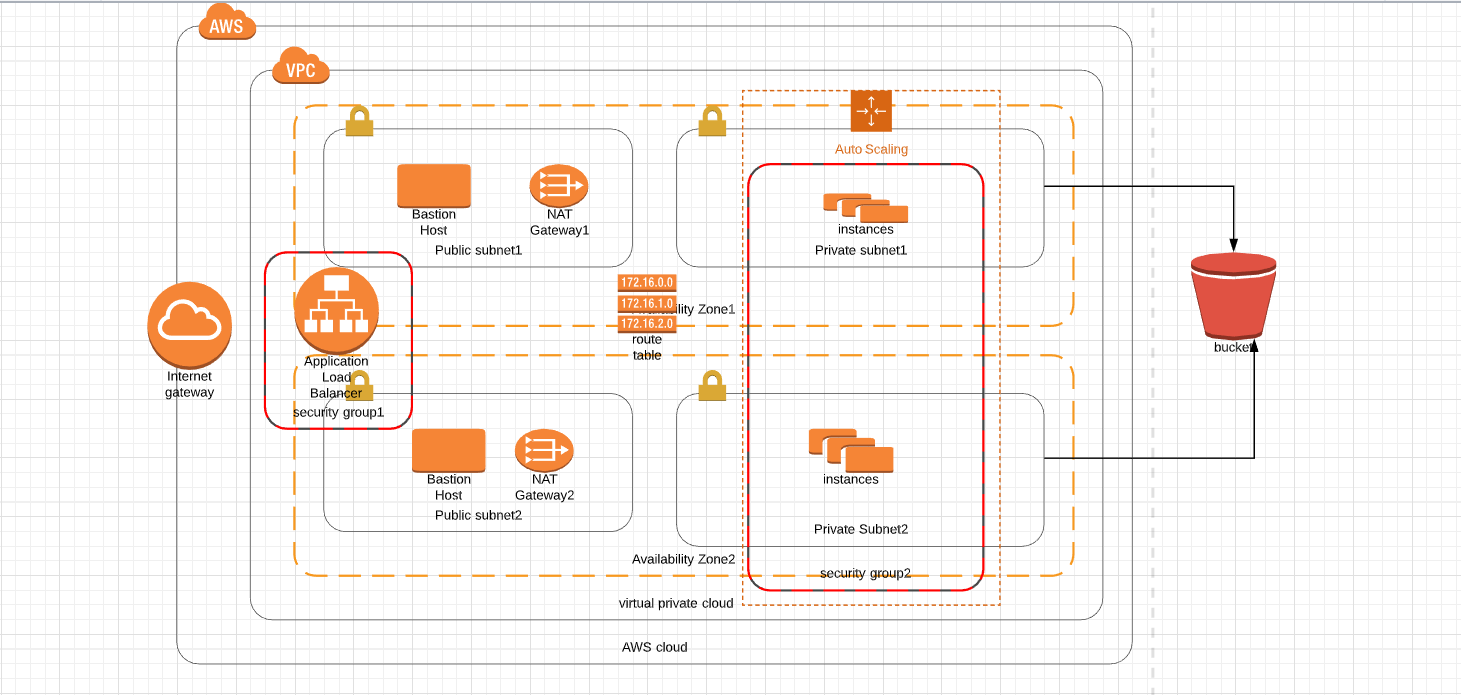 AWS
VPC
Auto Scaling
Bastion
Host
NAT
Gateway1
Public subnet1
instances
Private subnet1
172.16.0.0
172.16.1.0
172.16.2.0
route
table
Zone1
Internet
gateway
Application
Load
Balancer
security group1
bucket
Bastion
Host
NAT
Gateway2
Public subnet2
instances
Private Subnet2
Availability Zone2
security group2
virtual private cloud
AWS cloud